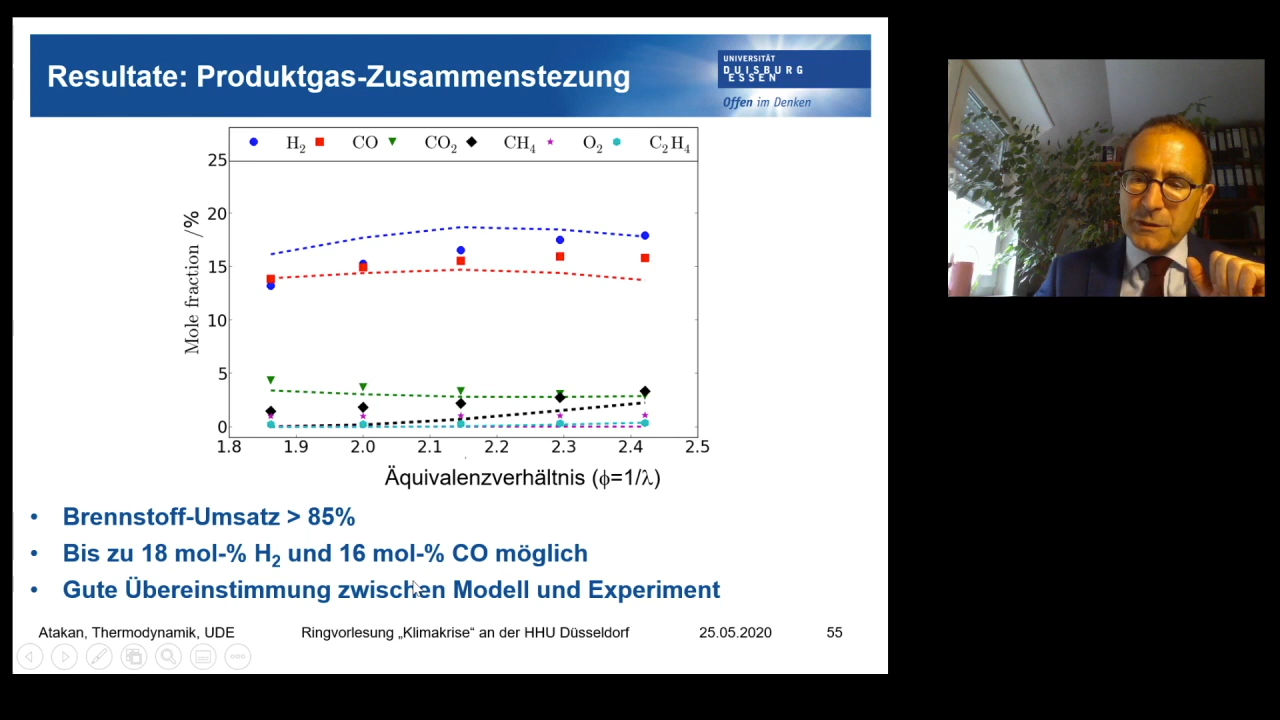 Resultate: Produktgas-Zusammenstezung
UNIVERSITÄT
DUISBURG
ESSEN
Offen im Denken
H2 CO CO2 CH4 O2 C2H4
25
20
15
10
5
0
Mole fraction /%
1.8 1.9 2.0 2.1 2.2 2.3 2.4 2.5
Äquivalenzverhältnis (ϕ=1/λ)
• Brennstoff-Umsatz > 85%
• Bis zu 18 mol-% H2 und 16 mol-% CO möglich
• Gute Übereinstimmung zwischen Modell und Experiment
Atakan, Thermodynamik, UDE Ringvorlesung „Klimakrise“ an der HHU Düsseldorf 25.05.2020 55